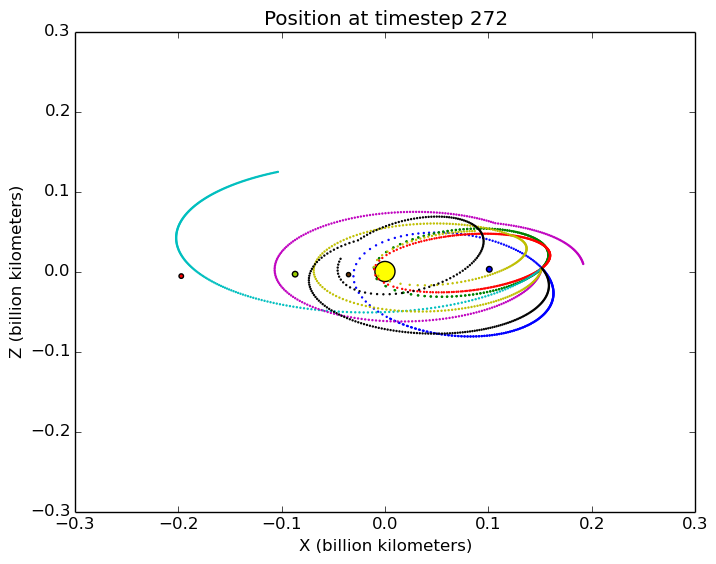 Position at timestep 272
0.3
0.2
0.1
0.0
−0.1
−0.2
−0.3
Z (billion kilometers)
−0.3 −0.2 −0.1 0.0 0.1 0.2 0.3
X (billion kilometers)